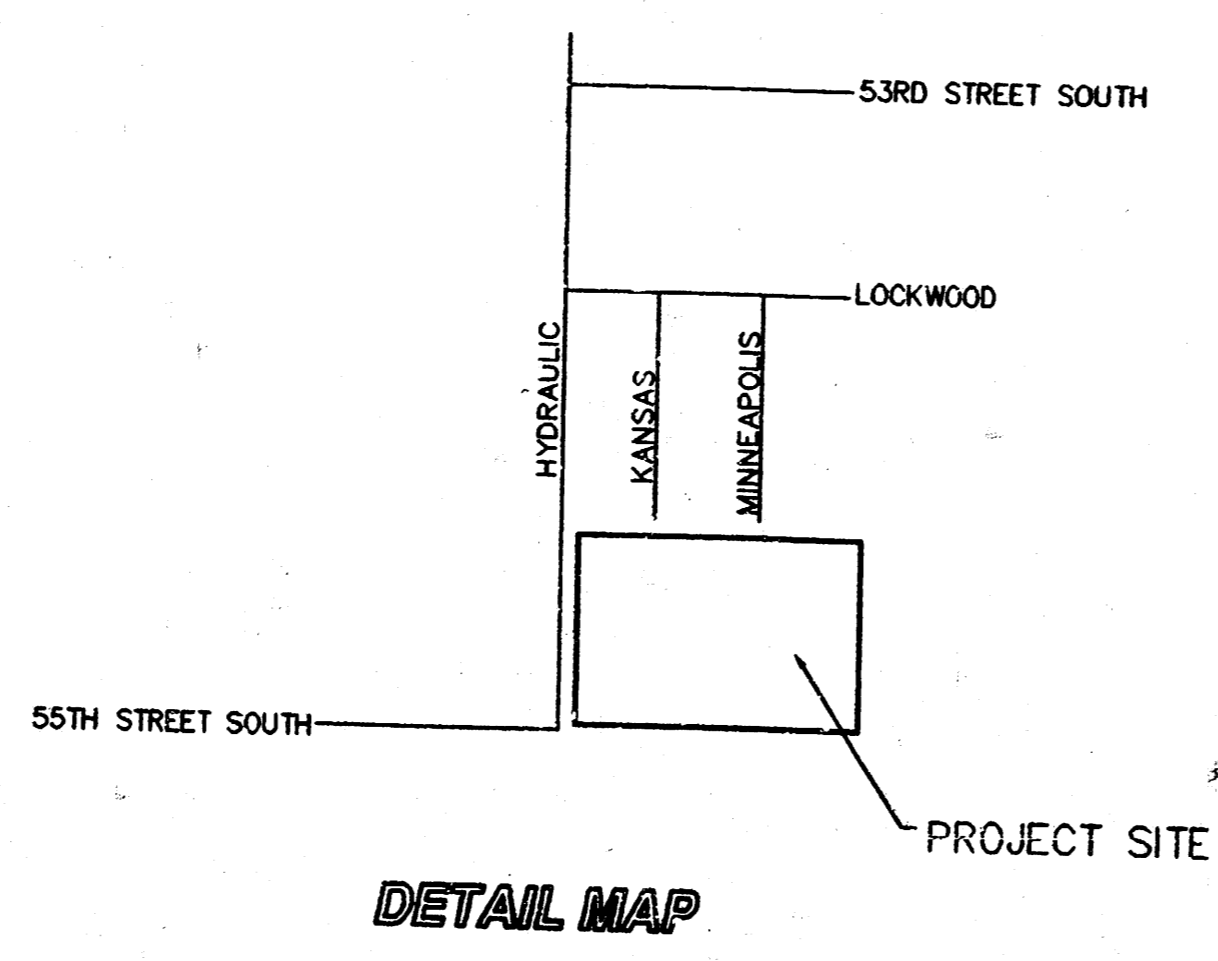 53RD STREET SOUTH
LOCKWOOD
HYDRAULIC
KANSAS
MINNEAPOLIS
55TH STREET SOUTH
PROJECT SITE
DETAIL MAP